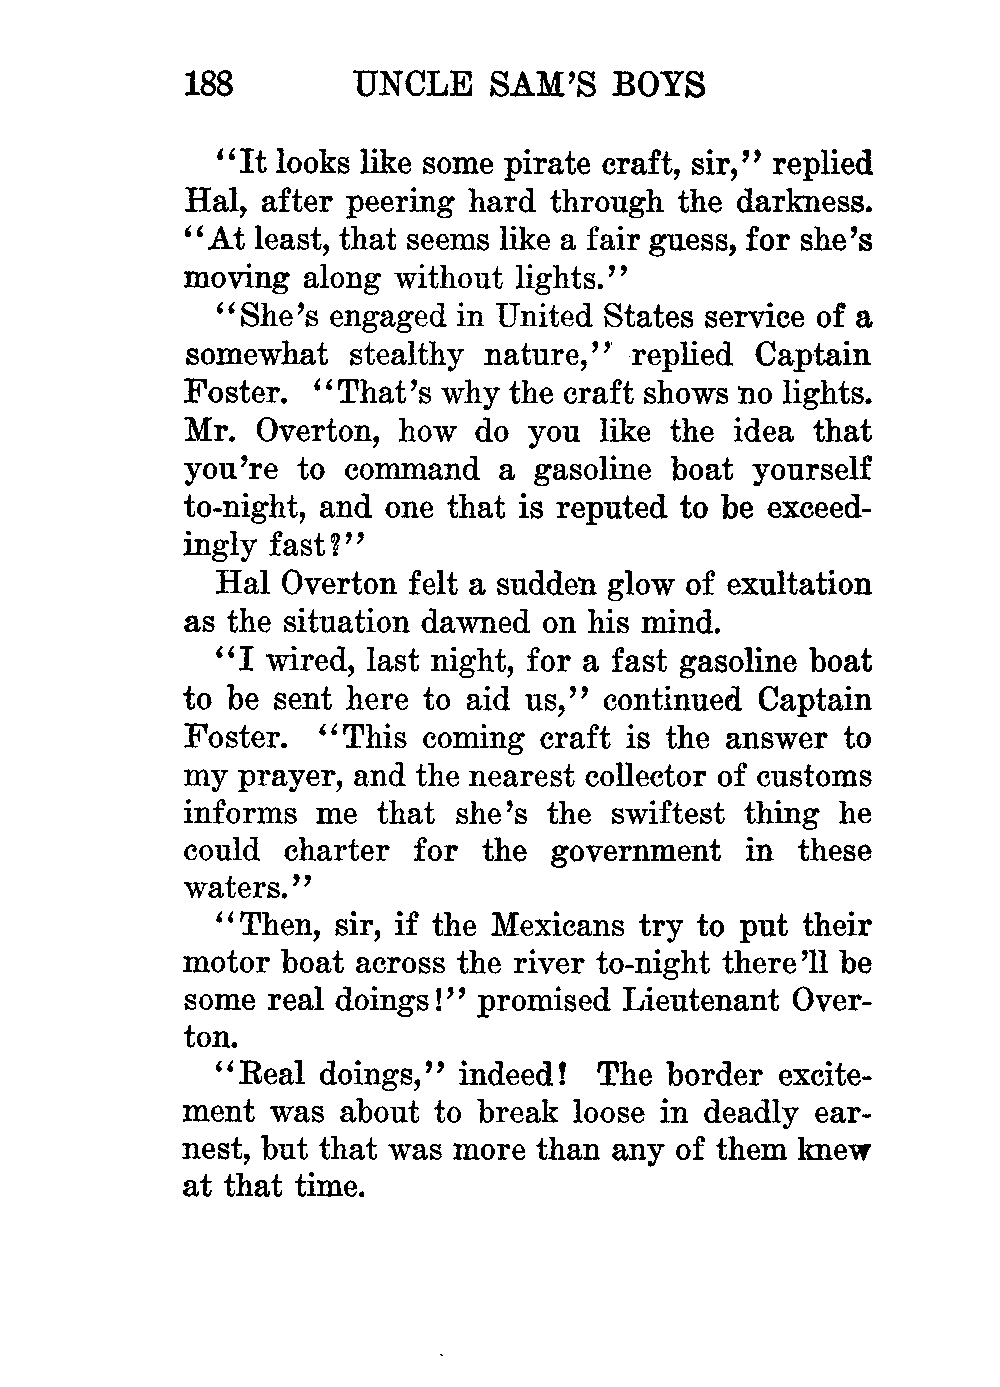 188 UNCLE SAM'S BOYS
"It looks like some pirate craft, sir," replied
Hal, after peering hard through the darkness.
"At least, that seems like a fair guess, for she's
moving along without lights."
"She's engaged in United States service of a
somewhat stealthy nature," replied Captain
Foster. "That's why the craft shows no lights.
Mr. Overton, how do you like the idea that
you're to command a gasoline boat yourself
to-night, and one that is reputed to be exceed-
ingly fast?"
Hal Overton felt a sudden glow of exultation
as the situation dawned on his mind.
"I wired, last night, for a fast gasoline boat
to be sent here to aid us," continued Captain
Foster. "This coming craft is the answer to
my prayer, and the nearest collector of customs
informs me that she's the swiftest thing he
could charter for the government in these
waters."
"Then, sir, if the Mexicans try to put their
motor boat across the river to-night there'll be
some real doings!" promised Lieutenant Over-
ton.
"Real doings," indeed! The border excite-
ment was about to break loose in deadly ear-
nest, but that was more than any of them knew
at that time.